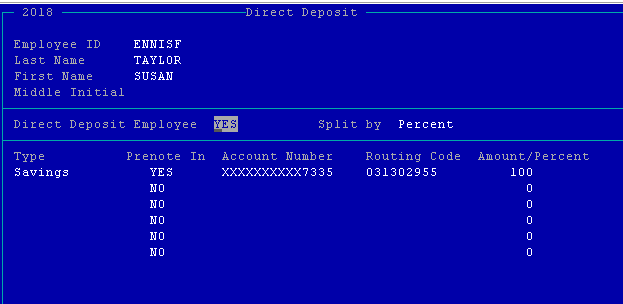 2018 Direct Deposit
Employee ID ENNISF
Last Name TAYLOR
First Name SUSAN
Middle Initial
Direct Deposit Employee YES Split by Percent
Type Prenote In Account Number Routing Code Amount/Percent
Savings YES XXXXXXXXXX7335 031302955 100
NO 0
NO 0
NO 0
NO 0
NO 0